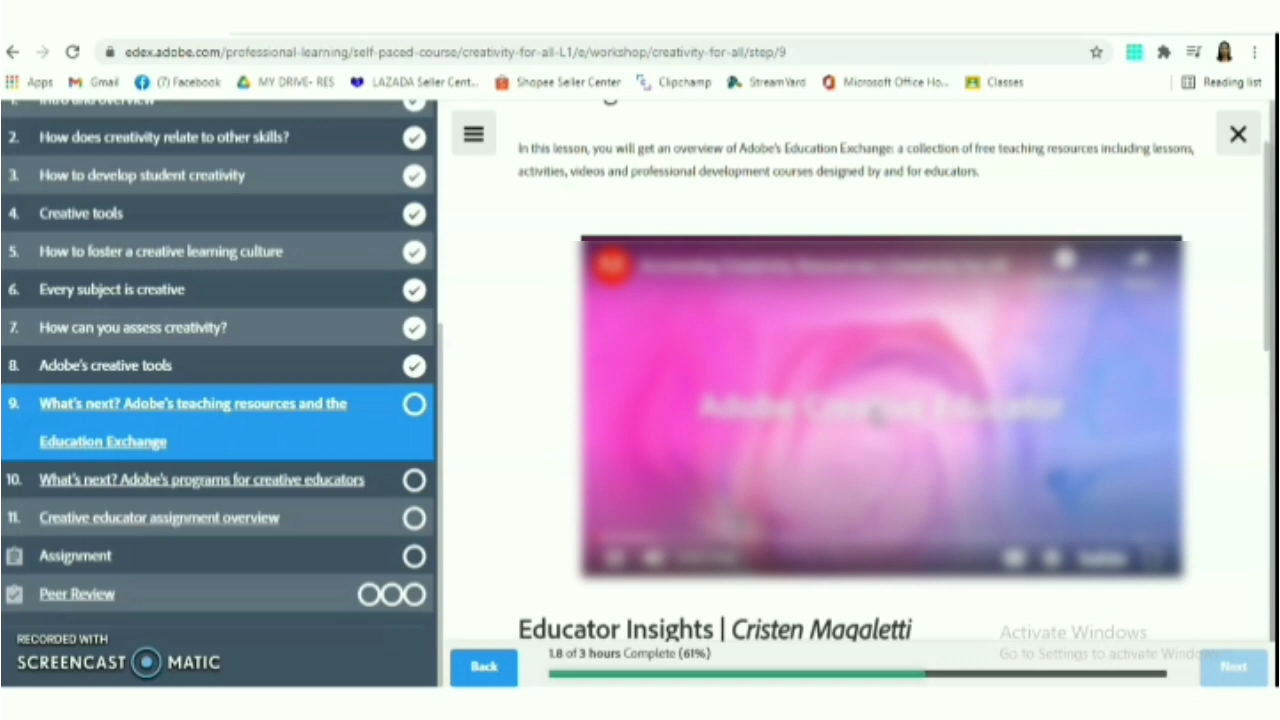 edex.adobe.com/professional-learning/self-paced-course/creativity-for-all-L1/e/workshop/creativity-for-all/step/9
Apps Gmail (7) Facebook MY DRIVE- RES LAZADA Seller Cent... Shopee Seller Center Clipchamp StreamYard Microsoft Office Ho... Classes Reading list
1. Intro and overview
2. How does creativity relate to other skills?
3. How to develop student creativity
4. Creative tools
5. How to foster a creative learning culture
6. Every subject is creative
7. How can you assess creativity?
8. Adobe's creative tools
9. What's next? Adobe's teaching resources and the
Education Exchange
10. What's next? Adobe's programs for creative educators
11. Creative educator assignment overview
Assignment
Peer Review
RECORDED WITH
SCREENCAST MATIC
In this lesson, you will get an overview of Adobe's Education Exchange: a collection of free teaching resources including lessons,
activities, videos and professional development courses designed by and for educators.
Adobe Creative Educator
Educator Insights | Cristen Magaletti
Activate Windows
Go to Settings to activate Windows.
Back
1.8 of 3 hours Complete (61%)
Next